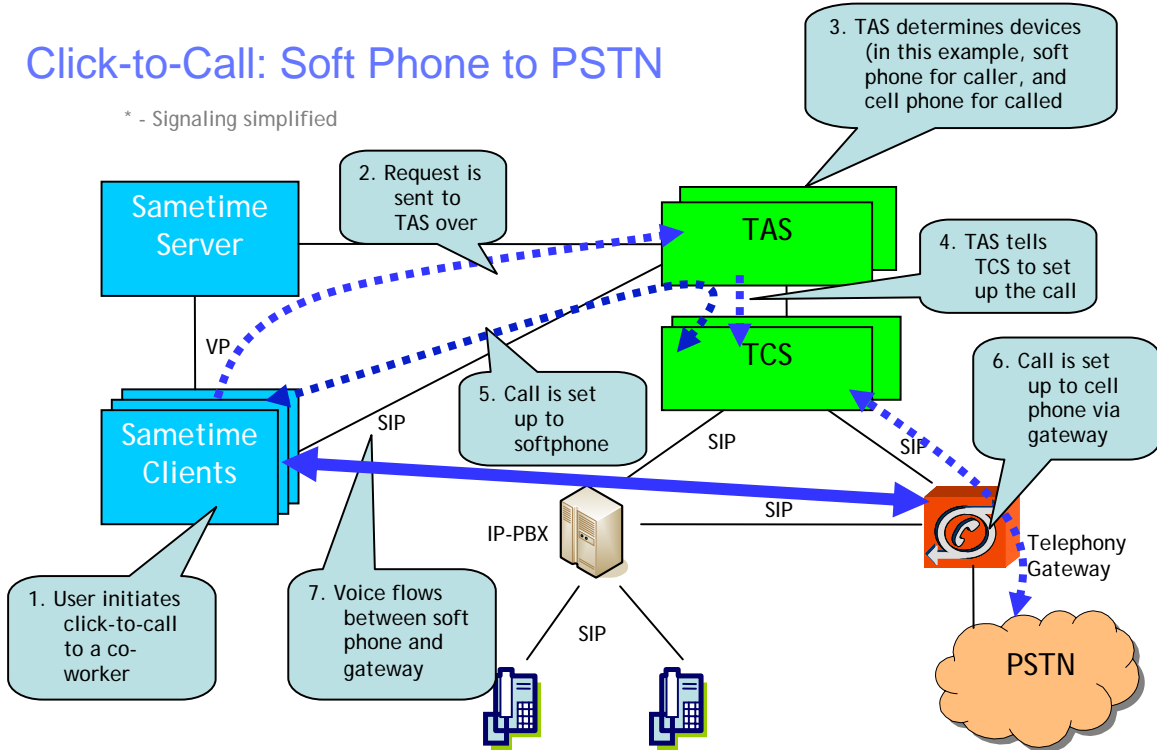 Click-to-Call: Soft Phone to PSTN
* - Signaling simplified
3. TAS determines devices
(in this example, soft
phone for caller, and
cell phone for called
2. Request is
sent to
TAS over
Sametime
Server
TAS
4. TAS tells
TCS to set
up the call
VP
TCS
5. Call is set
up to
softphone
6. Call is set
up to cell
phone via
gateway
Sametime
Clients
SIP
SIP
SIP
SIP
IP-PBX
Telephony
Gateway
1. User initiates
click-to-call
to a co-
worker
7. Voice flows
between soft
phone and
gateway
SIP
PSTN